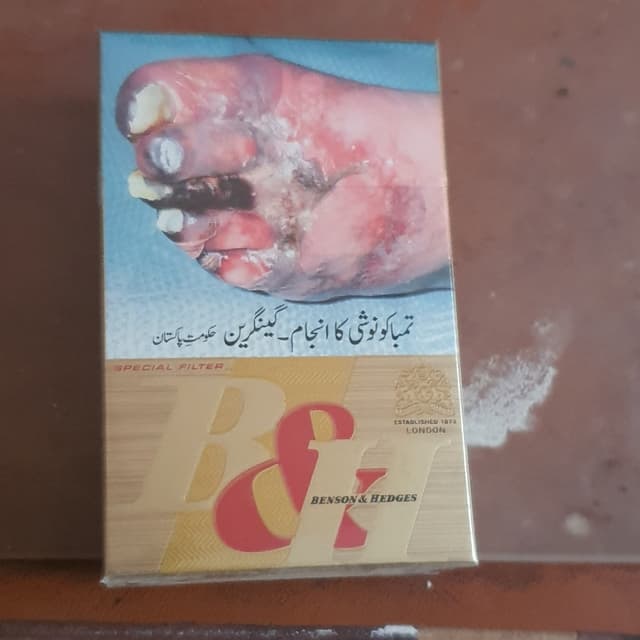 تمباکو نوشی کا انجام۔گینگرین حکومتِ پاکستان
SPECIAL FILTER
B&H
ESTABLISHED 1873
LONDON
BENSON & HEDGES